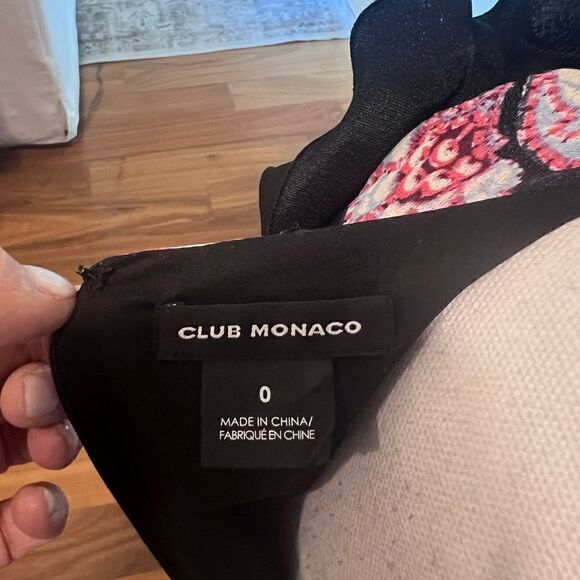 CLUB MONACO
0
MADE IN CHINA/
FABRIQUÉ EN CHINE